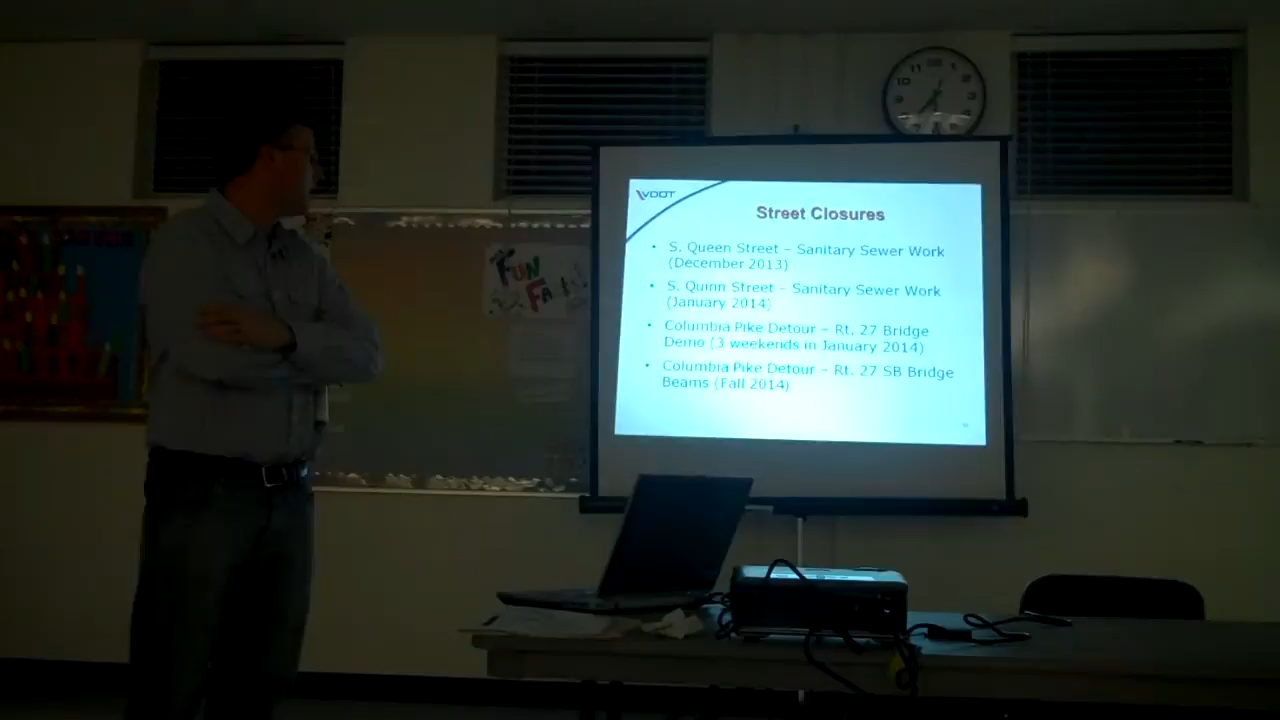 VDOT
Street Closures
• S. Queen Street – Sanitary Sewer Work
(December 2013)
• S. Quinn Street – Sanitary Sewer Work
(January 2014)
• Columbia Pike Detour – Rt. 27 Bridge
Demo (3 weekends in January 2014)
• Columbia Pike Detour – Rt. 27 SB Bridge
Beams (Fall 2014)
FUN